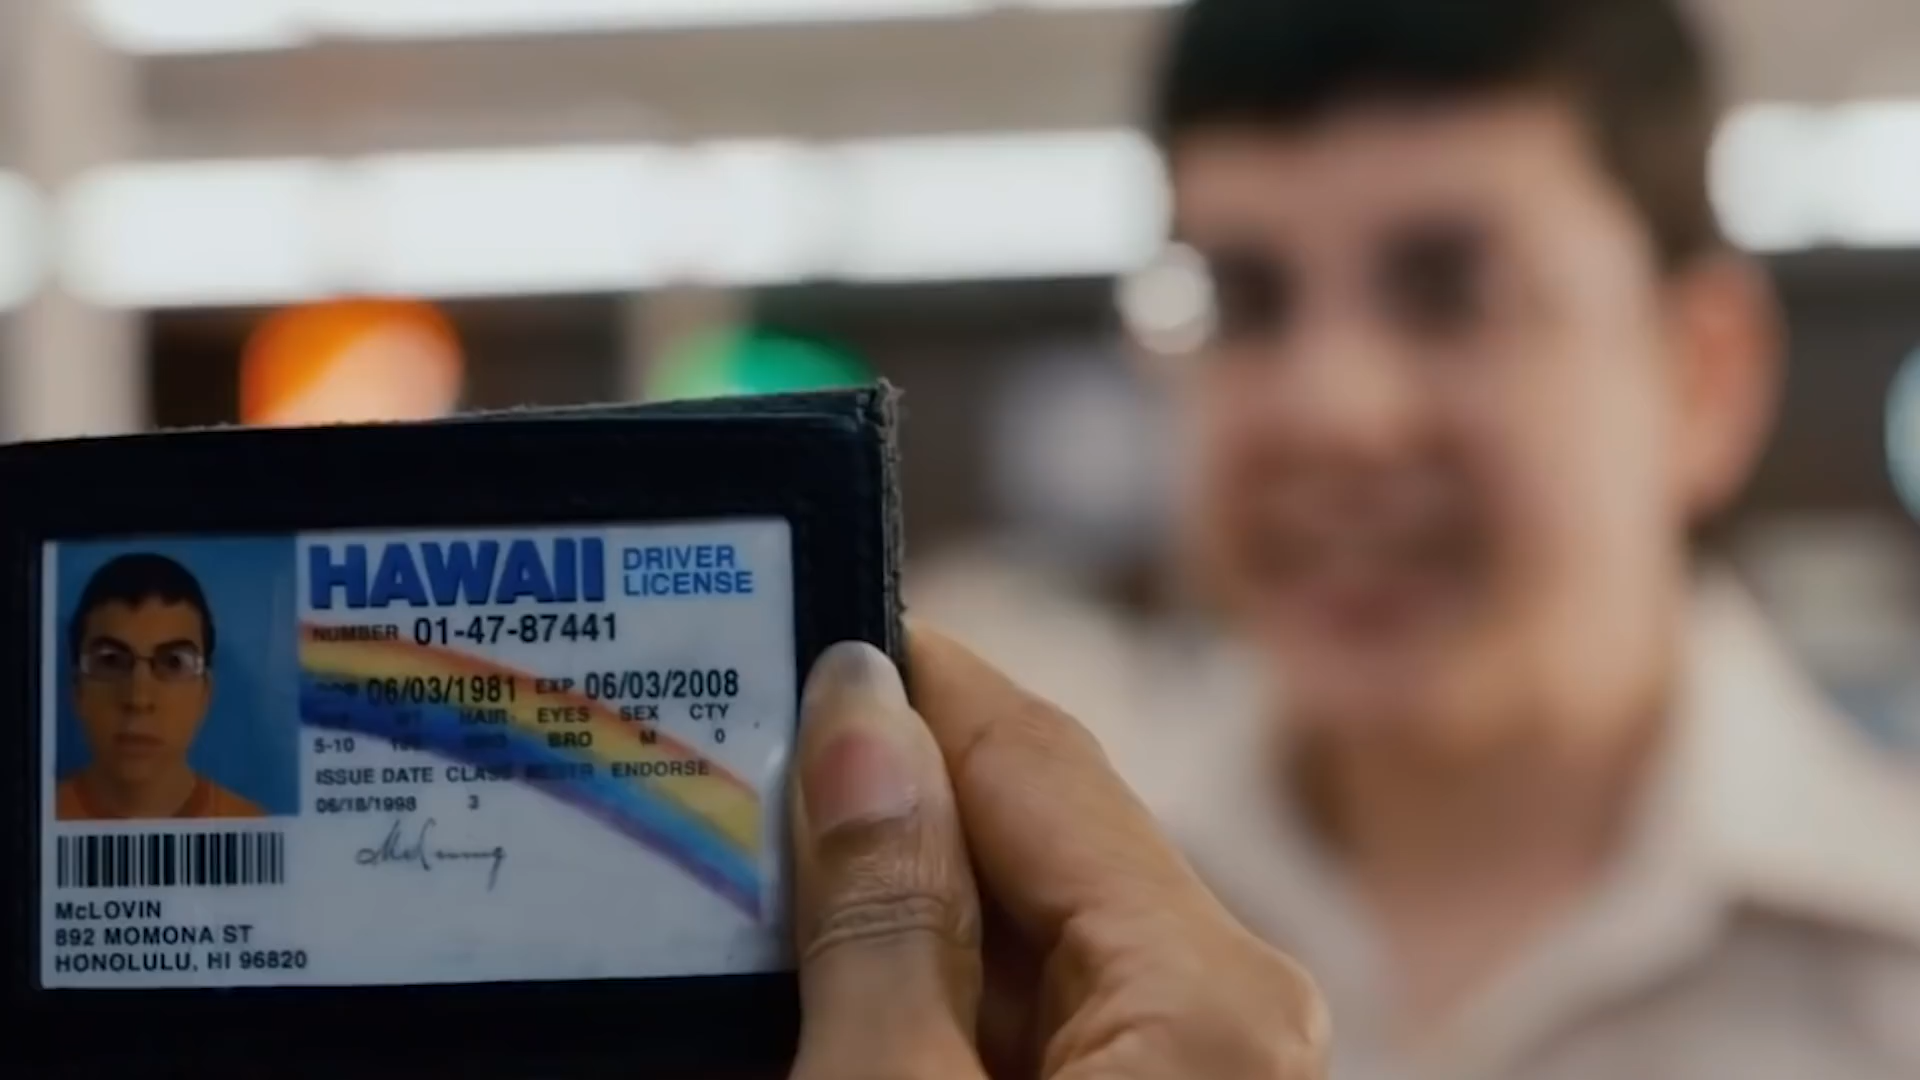 HAWAII DRIVER LICENSE
NUMBER 01-47-87441
06/03/1981 EXP 06/03/2008
HAIR EYES SEX CTY
5-10 BRO M 0
ISSUE DATE CLASS ENDORSE
06/18/1998 3
McLOVIN
892 MOMONA ST
HONOLULU, HI 96820